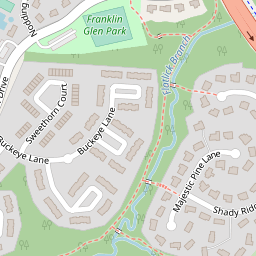 Franklin
Glen Park
Nodding
Drive
Flatlick Branch
Sweethorn Court
Buckeye Lane
Buckeye Lane
Majestic Pine Lane
Shady Ridge